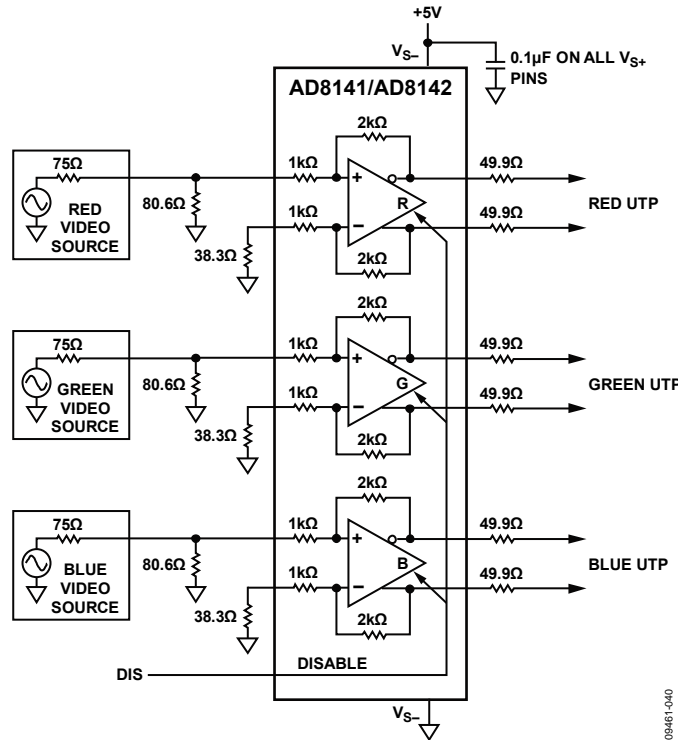 +5V
VS–
0.1µF ON ALL VS+
PINS
AD8141/AD8142
2kΩ
75Ω
1kΩ
49.9Ω
+
R
RED UTP
80.6Ω
1kΩ
49.9Ω
RED
VIDEO
SOURCE
–
38.3Ω
2kΩ
2kΩ
75Ω
1kΩ
49.9Ω
+
G
GREEN UTP
80.6Ω
1kΩ
49.9Ω
GREEN
VIDEO
SOURCE
–
38.3Ω
2kΩ
2kΩ
75Ω
1kΩ
49.9Ω
+
B
BLUE UTP
80.6Ω
1kΩ
49.9Ω
BLUE
VIDEO
SOURCE
–
38.3Ω
2kΩ
DISABLE
DIS
VS–
09461-040